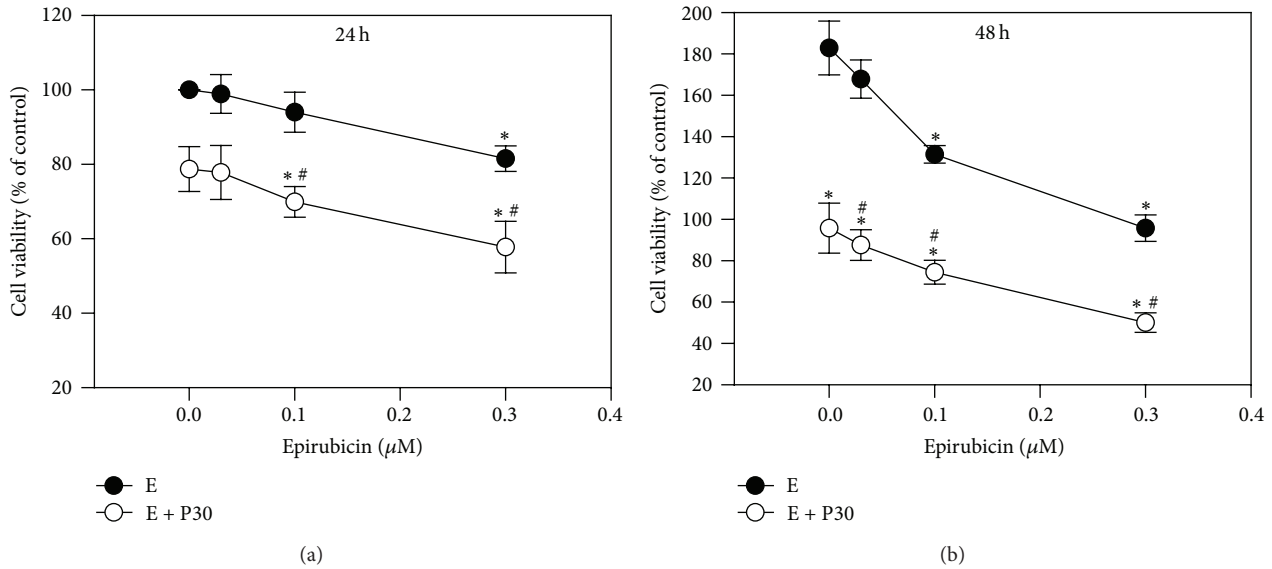 24 h
120
100
80
60
40
20
Cell viability (% of control)
*
* #
* #
0.0 0.1 0.2 0.3 0.4
Epirubicin (μM)
E
E + P30
(a)
48 h
200
180
160
140
120
100
80
60
40
20
Cell viability (% of control)
*
*
*
#
*
#
*
* #
0.0 0.1 0.2 0.3 0.4
Epirubicin (μM)
E
E + P30
(b)